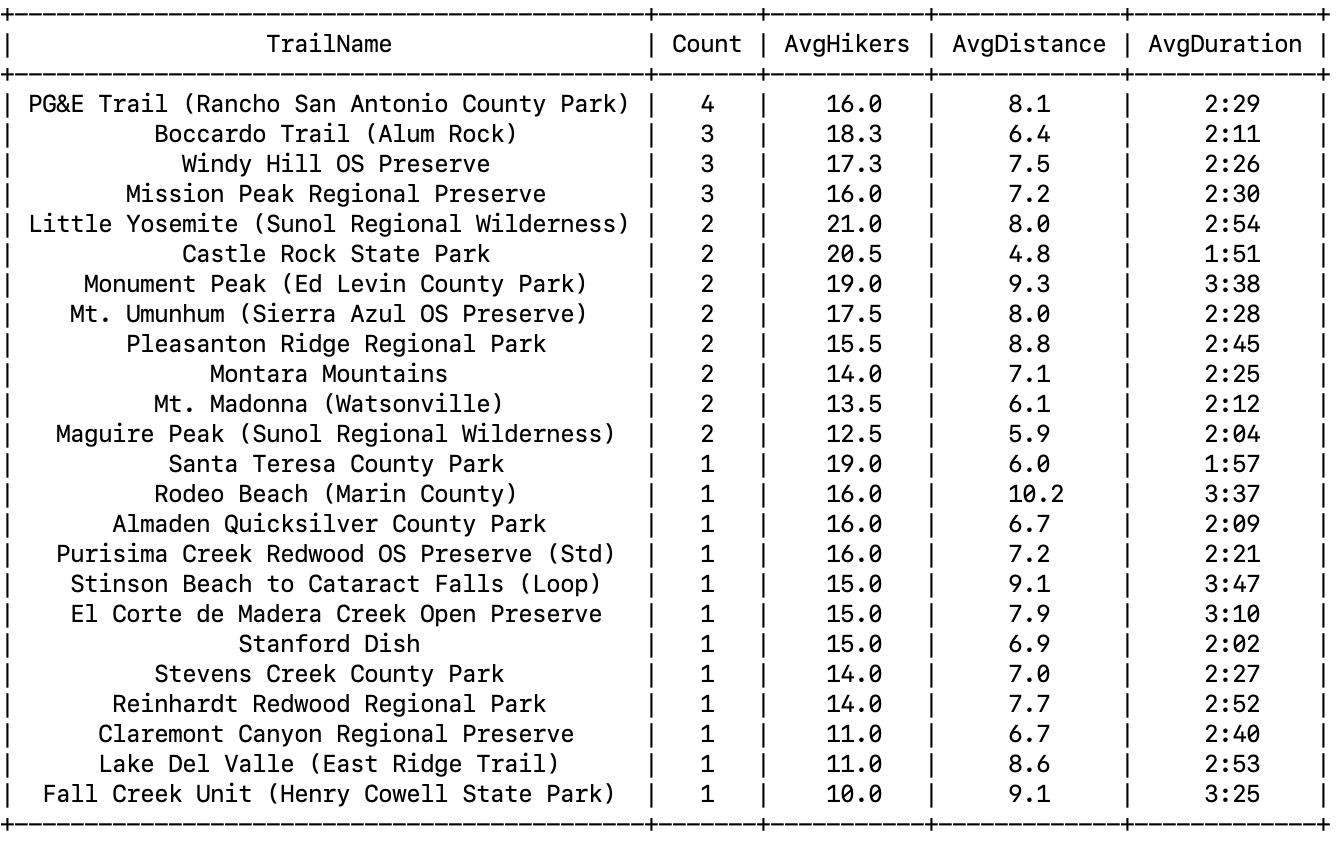 +---------------------------------------------+-------+-----------+-------------+-------------+
| TrailName | Count | AvgHikers | AvgDistance | AvgDuration |
+---------------------------------------------+-------+-----------+-------------+-------------+
| PG&E Trail (Rancho San Antonio County Park) | 4 | 16.0 | 8.1 | 2:29 |
| Boccardo Trail (Alum Rock) | 3 | 18.3 | 6.4 | 2:11 |
| Windy Hill OS Preserve | 3 | 17.3 | 7.5 | 2:26 |
| Mission Peak Regional Preserve | 3 | 16.0 | 7.2 | 2:30 |
| Little Yosemite (Sunol Regional Wilderness) | 2 | 21.0 | 8.0 | 2:54 |
| Castle Rock State Park | 2 | 20.5 | 4.8 | 1:51 |
| Monument Peak (Ed Levin County Park) | 2 | 19.0 | 9.3 | 3:38 |
| Mt. Umunhum (Sierra Azul OS Preserve) | 2 | 17.5 | 8.0 | 2:28 |
| Pleasanton Ridge Regional Park | 2 | 15.5 | 8.8 | 2:45 |
| Montara Mountains | 2 | 14.0 | 7.1 | 2:25 |
| Mt. Madonna (Watsonville) | 2 | 13.5 | 6.1 | 2:12 |
| Maguire Peak (Sunol Regional Wilderness) | 2 | 12.5 | 5.9 | 2:04 |
| Santa Teresa County Park | 1 | 19.0 | 6.0 | 1:57 |
| Rodeo Beach (Marin County) | 1 | 16.0 | 10.2 | 3:37 |
| Almaden Quicksilver County Park | 1 | 16.0 | 6.7 | 2:09 |
| Purisima Creek Redwood OS Preserve (Std) | 1 | 16.0 | 7.2 | 2:21 |
| Stinson Beach to Cataract Falls (Loop) | 1 | 15.0 | 9.1 | 3:47 |
| El Corte de Madera Creek Open Preserve | 1 | 15.0 | 7.9 | 3:10 |
| Stanford Dish | 1 | 15.0 | 6.9 | 2:02 |
| Stevens Creek County Park | 1 | 14.0 | 7.0 | 2:27 |
| Reinhardt Redwood Regional Park | 1 | 14.0 | 7.7 | 2:52 |
| Claremont Canyon Regional Preserve | 1 | 11.0 | 6.7 | 2:40 |
| Lake Del Valle (East Ridge Trail) | 1 | 11.0 | 8.6 | 2:53 |
| Fall Creek Unit (Henry Cowell State Park) | 1 | 10.0 | 9.1 | 3:25 |
+---------------------------------------------+-------+-----------+-------------+-------------+